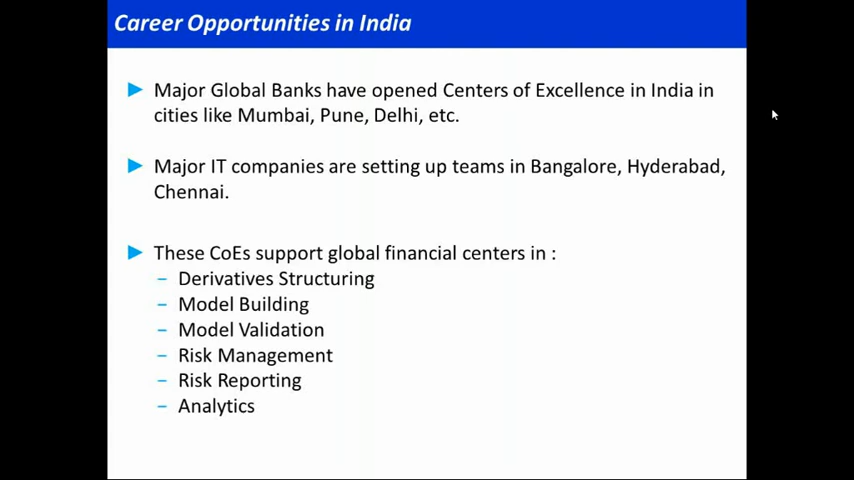 Career Opportunities in India
Major Global Banks have opened Centers of Excellence in India in
cities like Mumbai, Pune, Delhi, etc.
Major IT companies are setting up teams in Bangalore, Hyderabad,
Chennai.
These CoEs support global financial centers in :
– Derivatives Structuring
– Model Building
– Model Validation
– Risk Management
– Risk Reporting
– Analytics